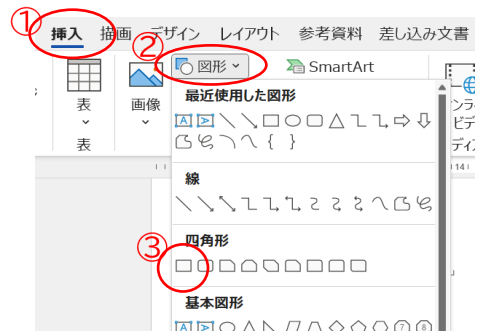 ①
挿入 描画 デザイン レイアウト 参考資料 差し込み文書
②
図形 SmartArt
表 画像
最近使用した図形
表
線
③
四角形
基本図形